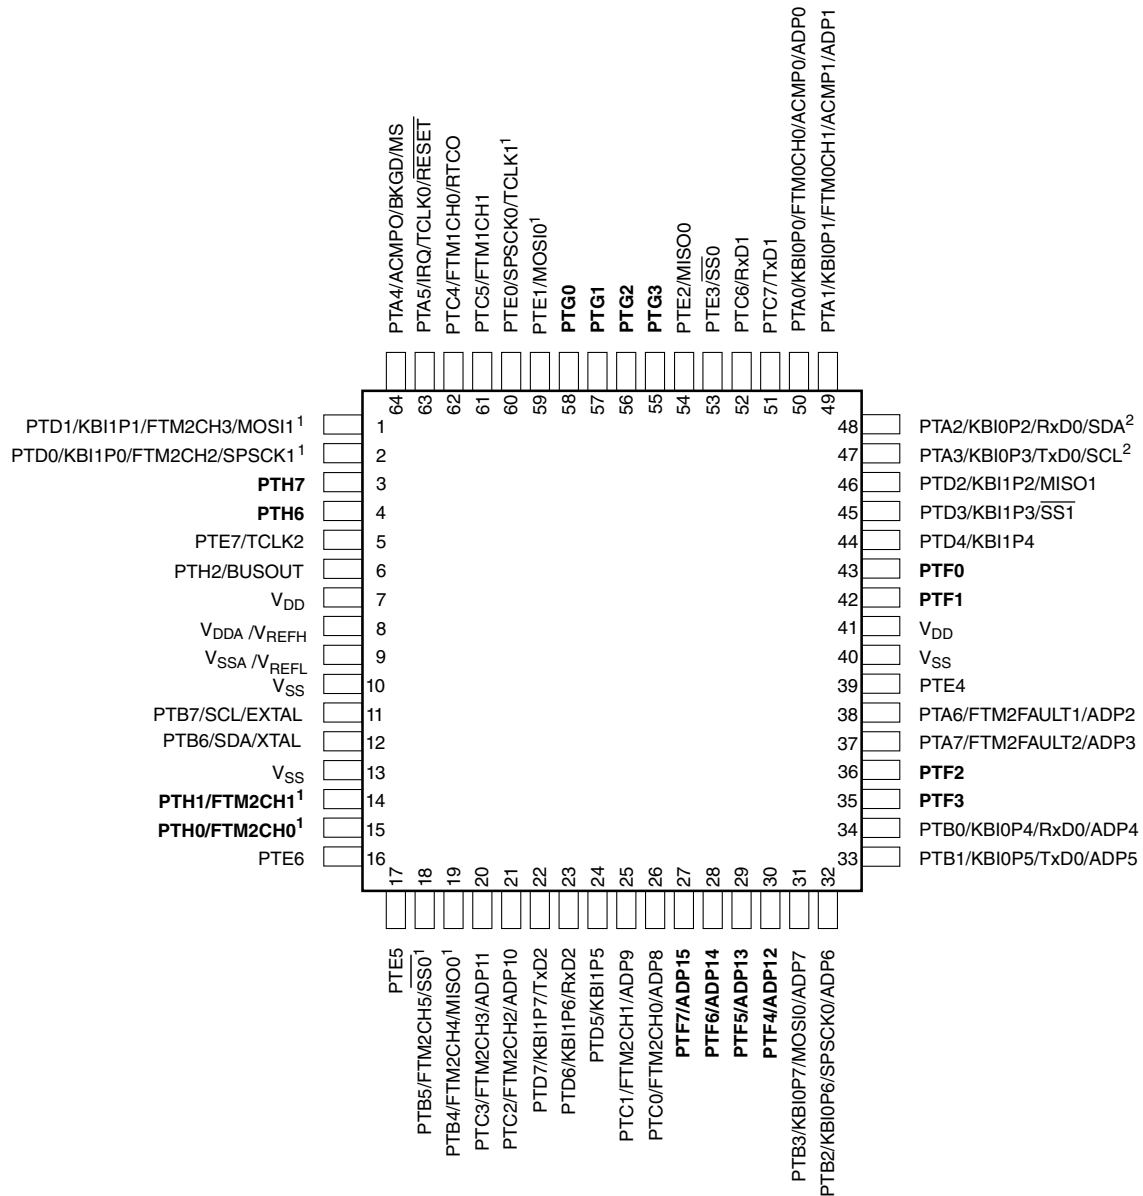 PTA4/ACMPO/BKGD/MS
PTA5/IRQ/TCLK0/RESET
PTC4/FTM1CH0/RTCO
PTC5/FTM1CH1
PTE0/SPSCK0/TCLK1¹
PTE1/MOSI0¹
PTG0
PTG1
PTG2
PTG3
PTE2/MISO0
PTE3/SS0
PTC6/RxD1
PTC7/TxD1
PTA0/KBI0P0/FTM0CH0/ACMP0/ADP0
PTA1/KBI0P1/FTM0CH1/ACMP1/ADP1
64
63
62
61
60
59
58
57
56
55
54
53
52
51
50
49
PTD1/KBI1P1/FTM2CH3/MOSI1¹ 1
PTD0/KBI1P0/FTM2CH2/SPSCK1¹ 2
PTH7 3
PTH6 4
PTE7/TCLK2 5
PTH2/BUSOUT 6
VDD 7
VDDA /VREFH 8
VSSA /VREFL 9
VSS 10
PTB7/SCL/EXTAL 11
PTB6/SDA/XTAL 12
VSS 13
PTH1/FTM2CH1¹ 14
PTH0/FTM2CH0¹ 15
PTE6 16
48 PTA2/KBI0P2/RxD0/SDA²
47 PTA3/KBI0P3/TxD0/SCL²
46 PTD2/KBI1P2/MISO1
45 PTD3/KBI1P3/SS1
44 PTD4/KBI1P4
43 PTF0
42 PTF1
41 VDD
40 VSS
39 PTE4
38 PTA6/FTM2FAULT1/ADP2
37 PTA7/FTM2FAULT2/ADP3
36 PTF2
35 PTF3
34 PTB0/KBI0P4/RxD0/ADP4
33 PTB1/KBI0P5/TxD0/ADP5
17
18
19
20
21
22
23
24
25
26
27
28
29
30
31
32
PTE5
PTB5/FTM2CH5/SS0¹
PTB4/FTM2CH4/MISO0¹
PTC3/FTM2CH3/ADP11
PTC2/FTM2CH2/ADP10
PTD7/KBI1P7/TxD2
PTD6/KBI1P6/RxD2
PTD5/KBI1P5
PTC1/FTM2CH1/ADP9
PTC0/FTM2CH0/ADP8
PTF7/ADP15
PTF6/ADP14
PTF5/ADP13
PTF4/ADP12
PTB3/KBI0P7/MOSI0/ADP7
PTB2/KBI0P6/SPSCK0/ADP6